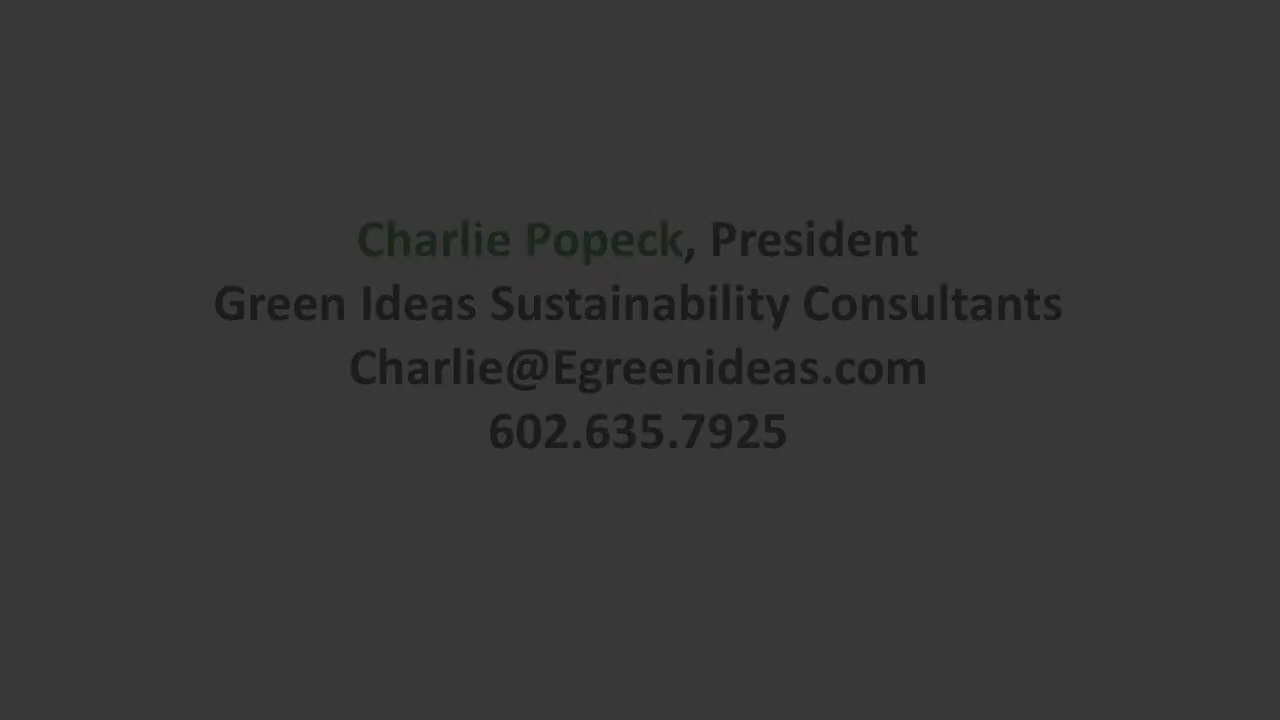 Charlie Popeck, President
Green Ideas Sustainability Consultants
Charlie@Egreenideas.com
602.635.7925